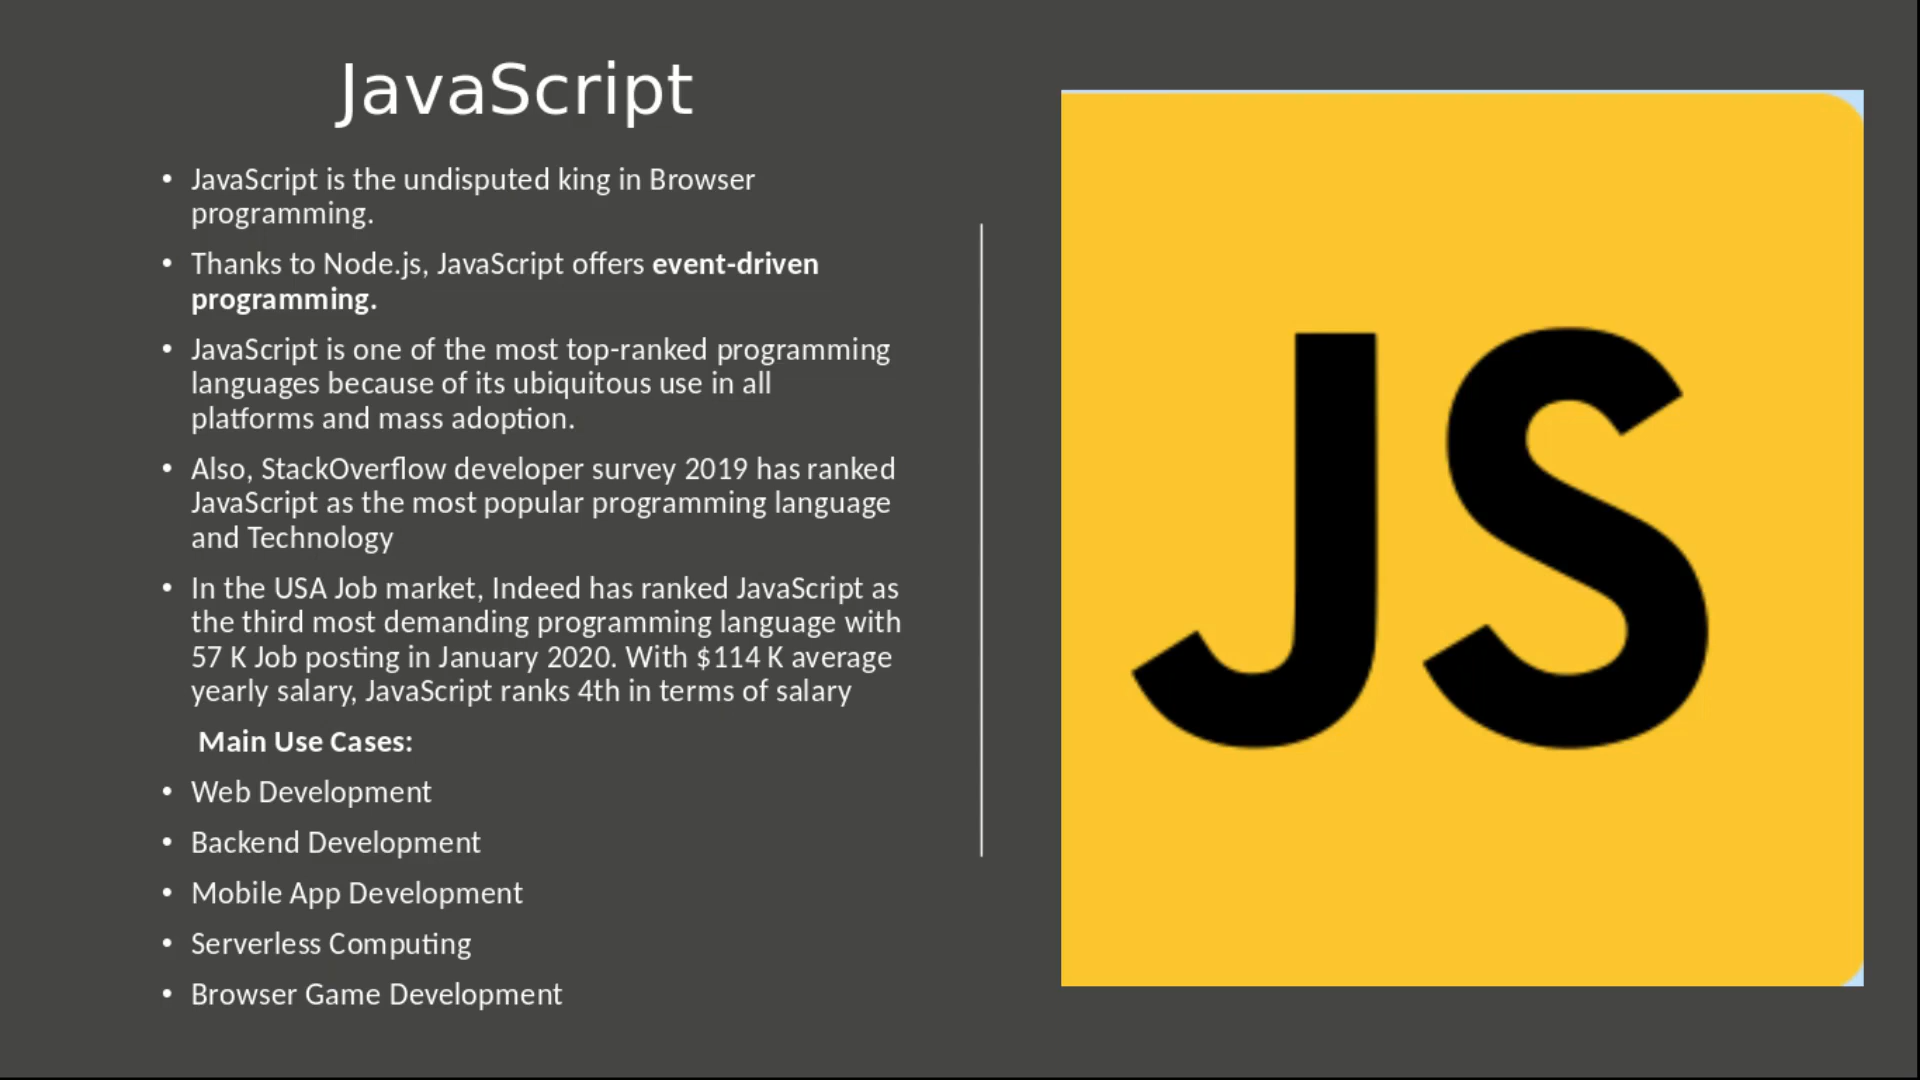 JavaScript
• JavaScript is the undisputed king in Browser
programming.
• Thanks to Node.js, JavaScript offers event-driven
programming.
• JavaScript is one of the most top-ranked programming
languages because of its ubiquitous use in all
platforms and mass adoption.
• Also, StackOverflow developer survey 2019 has ranked
JavaScript as the most popular programming language
and Technology
• In the USA Job market, Indeed has ranked JavaScript as
the third most demanding programming language with
57 K Job posting in January 2020. With $114 K average
yearly salary, JavaScript ranks 4th in terms of salary
Main Use Cases:
• Web Development
• Backend Development
• Mobile App Development
• Serverless Computing
• Browser Game Development
JS